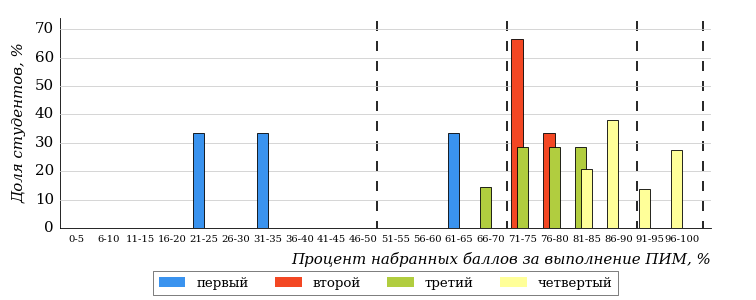 70
60
50
40
30
20
10
0
Доля студентов, %
0-5 6-10 11-15 16-20 21-25 26-30 31-35 36-40 41-45 46-50 51-55 56-60 61-65 66-70 71-75 76-80 81-85 86-90 91-95 96-100
Процент набранных баллов за выполнение ПИМ, %
первый второй третий четвертый